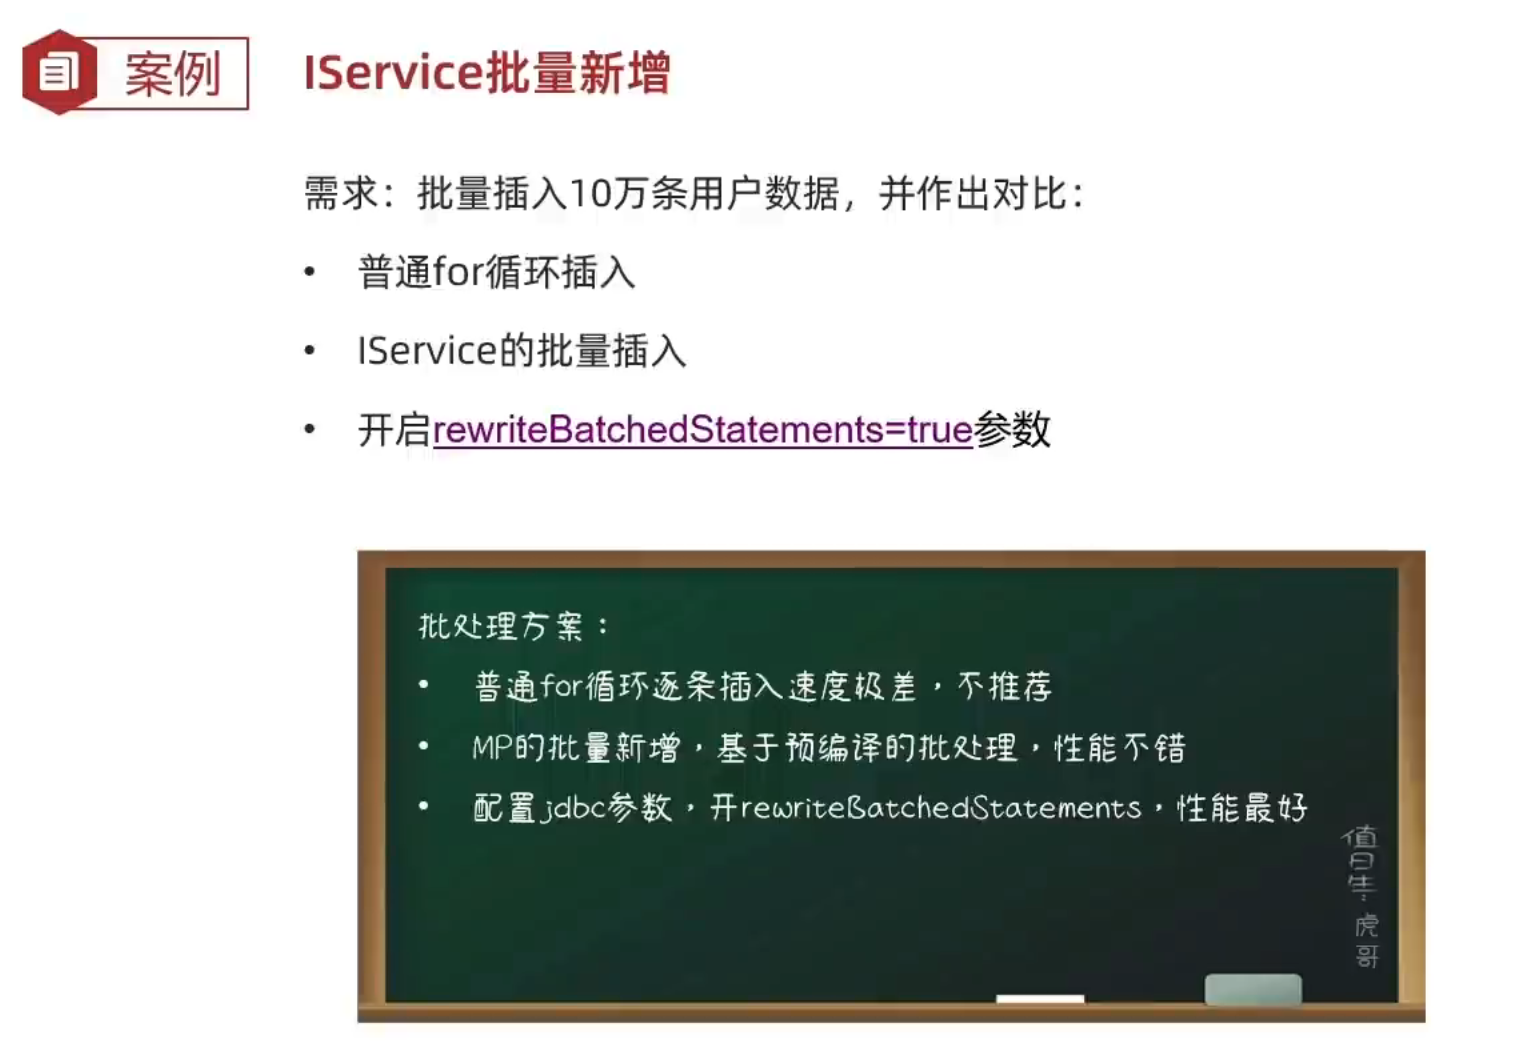 案例
IService批量新增
需求：批量插入10万条用户数据，并作出对比：
• 普通for循环插入
• IService的批量插入
• 开启rewriteBatchedStatements=true参数
批处理方案：
• 普通for循环逐条插入速度极差，不推荐
• MP的批量新增，基于预编译的批处理，性能不错
• 配置jdbc参数，开rewriteBatchedStatements，性能最好
值日生：虎哥